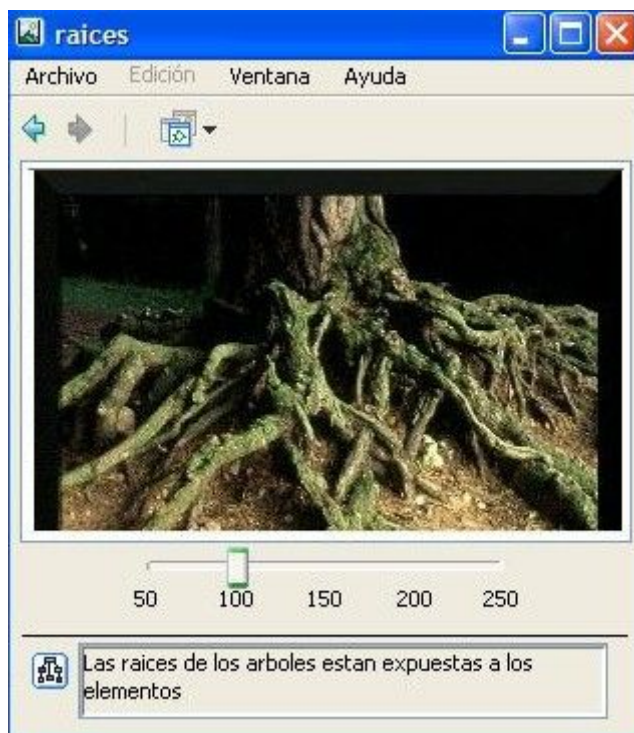 raices
Archivo Edición Ventana Ayuda
50 100 150 200 250
Las raices de los arboles estan expuestas a los
elementos